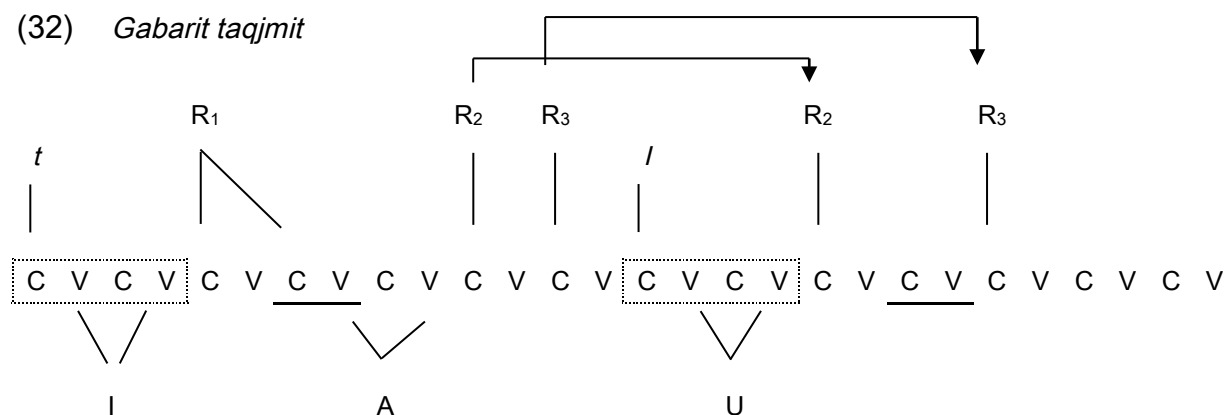 (32) Gabarit taqjmit
R₁ R₂ R₃ R₂ R₃
t l
C V C V C V C V C V C V C V C V C V C V C V C V C V C V
I A U